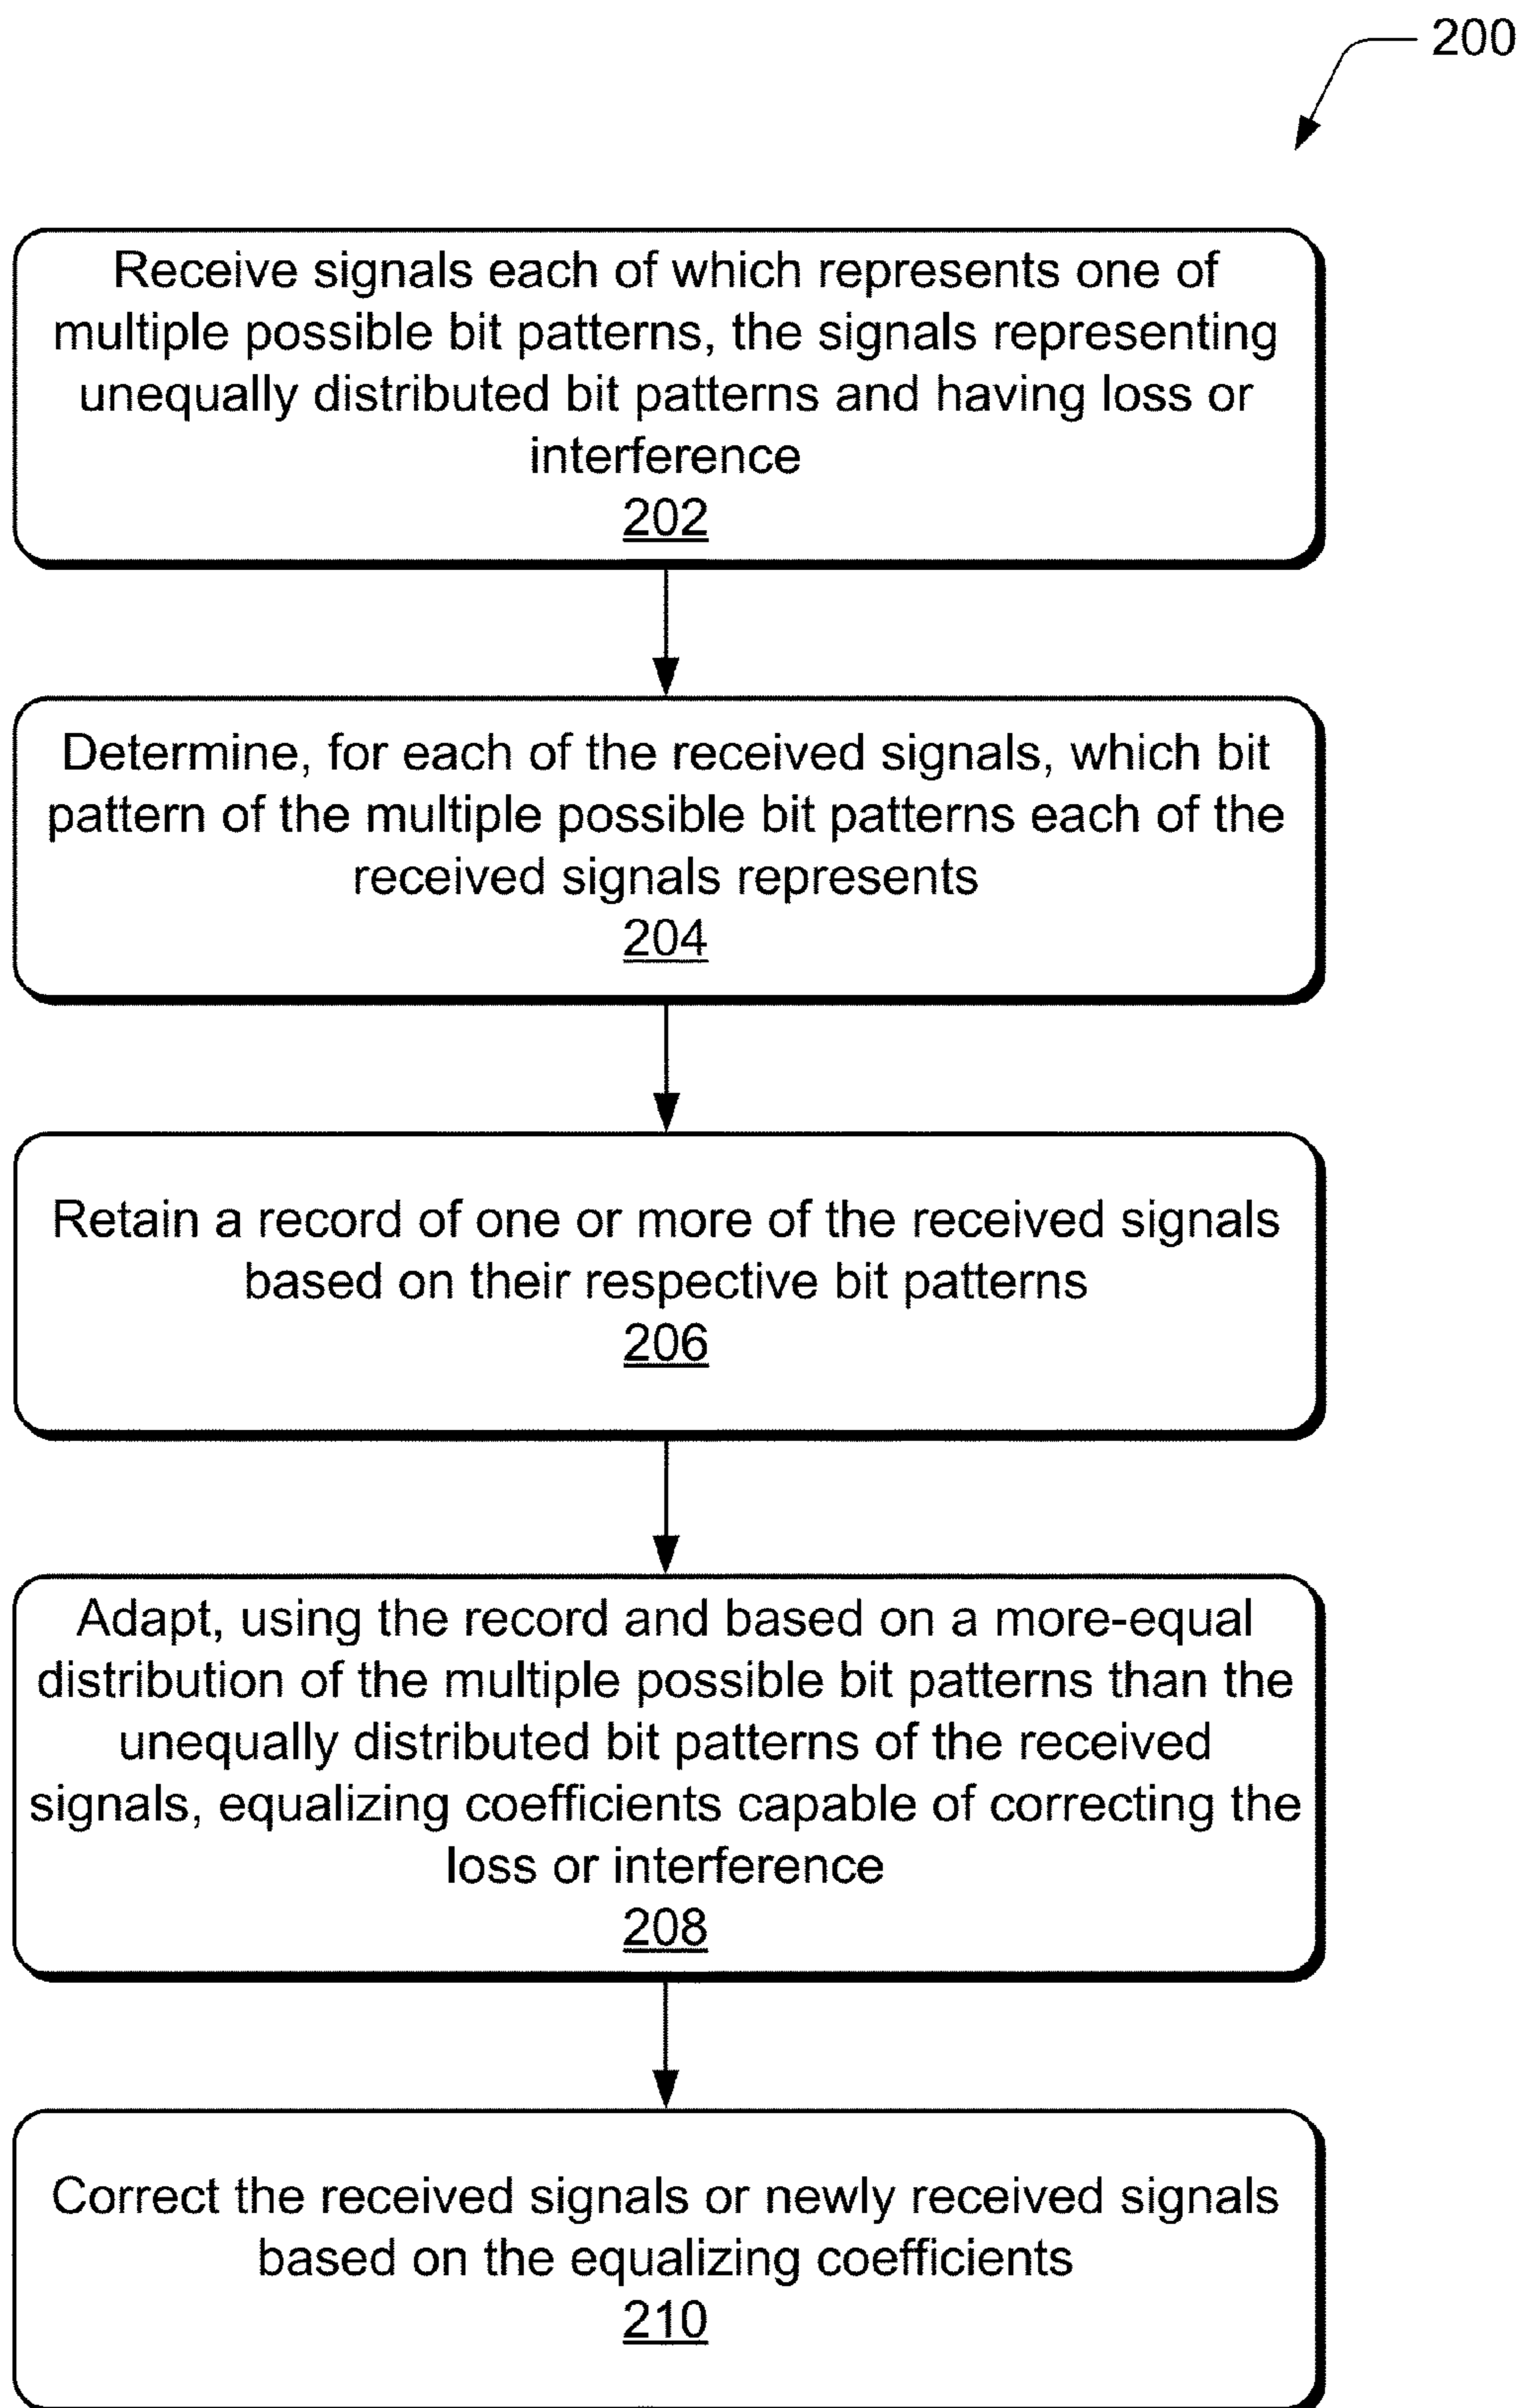 200
Receive signals each of which represents one of
multiple possible bit patterns, the signals representing
unequally distributed bit patterns and having loss or
interference
202
Determine, for each of the received signals, which bit
pattern of the multiple possible bit patterns each of the
received signals represents
204
Retain a record of one or more of the received signals
based on their respective bit patterns
206
Adapt, using the record and based on a more-equal
distribution of the multiple possible bit patterns than the
unequally distributed bit patterns of the received
signals, equalizing coefficients capable of correcting the
loss or interference
208
Correct the received signals or newly received signals
based on the equalizing coefficients
210